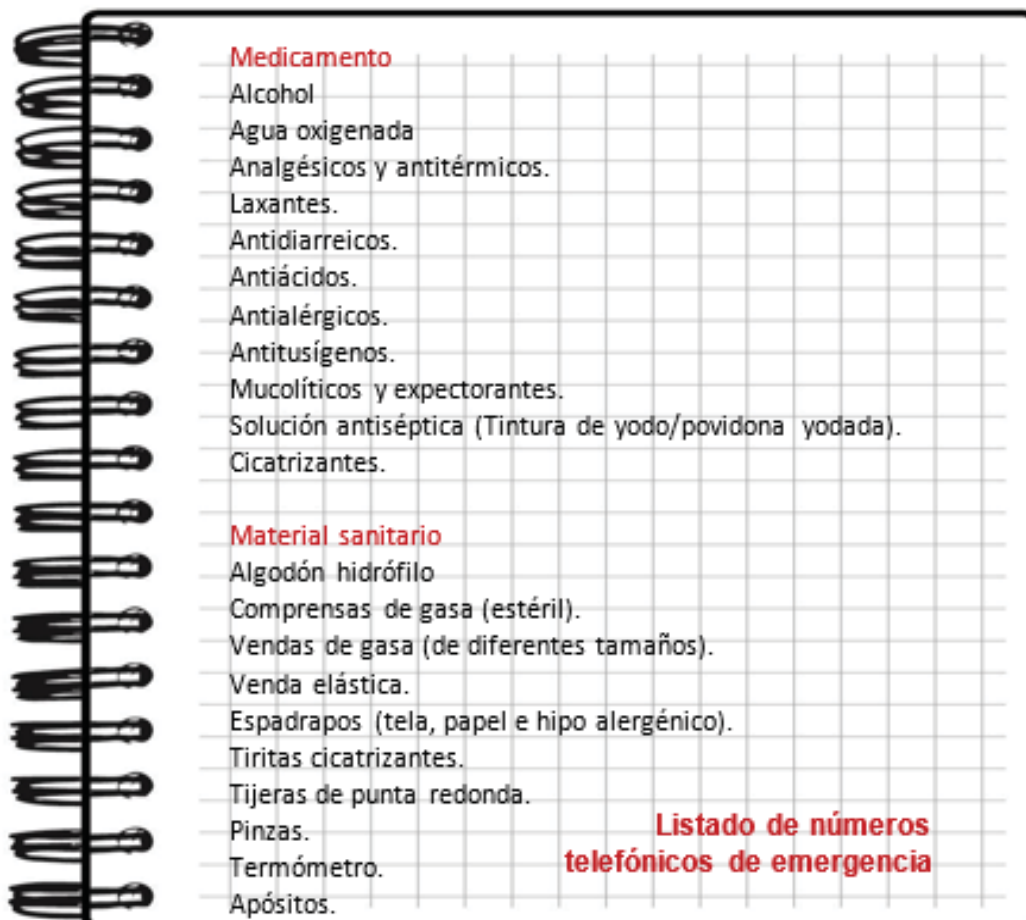 Medicamento
Alcohol
Agua oxigenada
Analgésicos y antitérmicos.
Laxantes.
Antidiarreicos.
Antiácidos.
Antialérgicos.
Antitusígenos.
Mucolíticos y expectorantes.
Solución antiséptica (Tintura de yodo/povidona yodada).
Cicatrizantes.
Material sanitario
Algodón hidrófilo
Comprensas de gasa (estéril).
Vendas de gasa (de diferentes tamaños).
Venda elástica.
Espadrapos (tela, papel e hipo alergénico).
Tiritas cicatrizantes.
Tijeras de punta redonda.
Pinzas.
Termómetro.
Apósitos.
Listado de números
telefónicos de emergencia